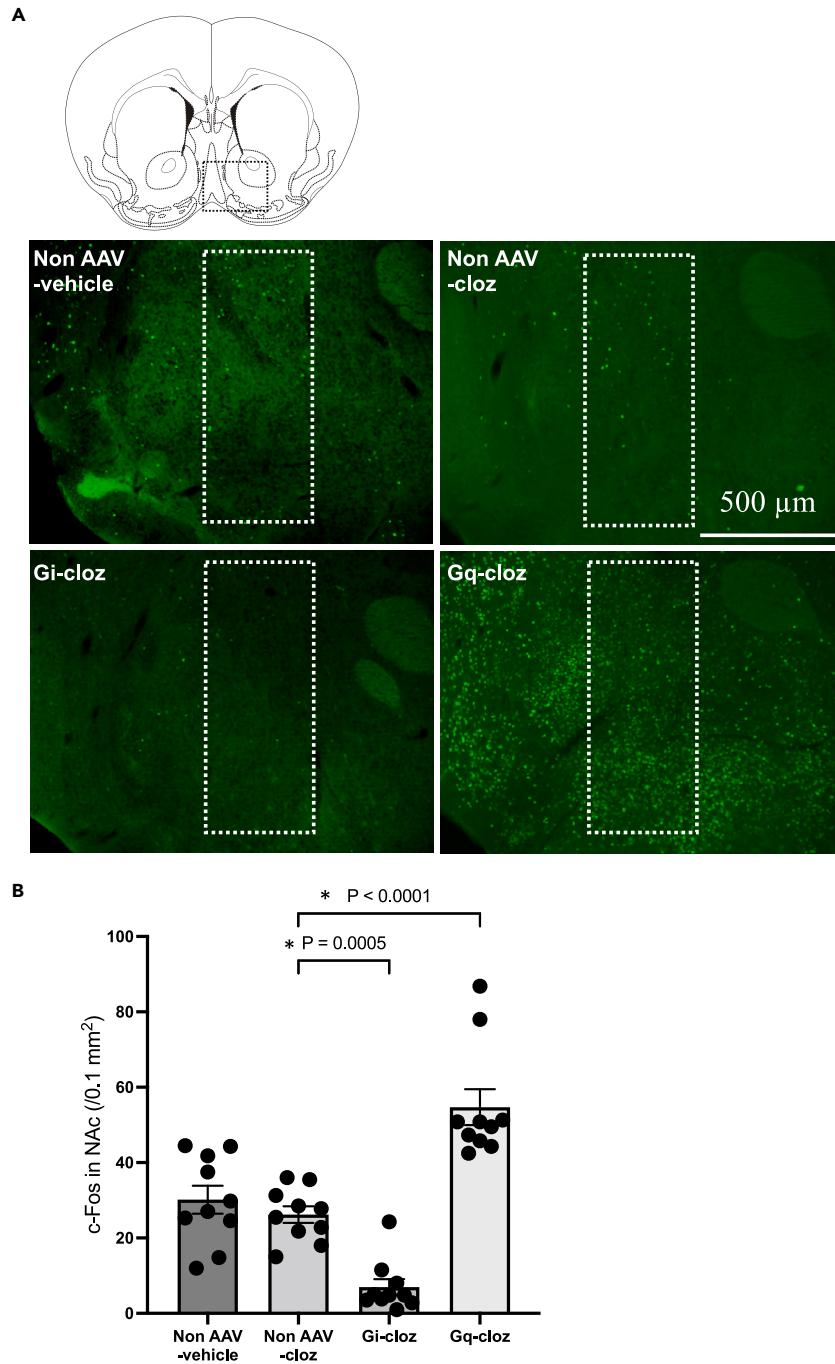 A
Non AAV
-vehicle
Non AAV
-cloz
500 µm
Gi-cloz
Gq-cloz
B
* P < 0.0001
* P = 0.0005
100
80
60
40
20
0
c-Fos in NAc (/0.1 mm²)
Non AAV
-vehicle
Non AAV
-cloz
Gi-cloz
Gq-cloz